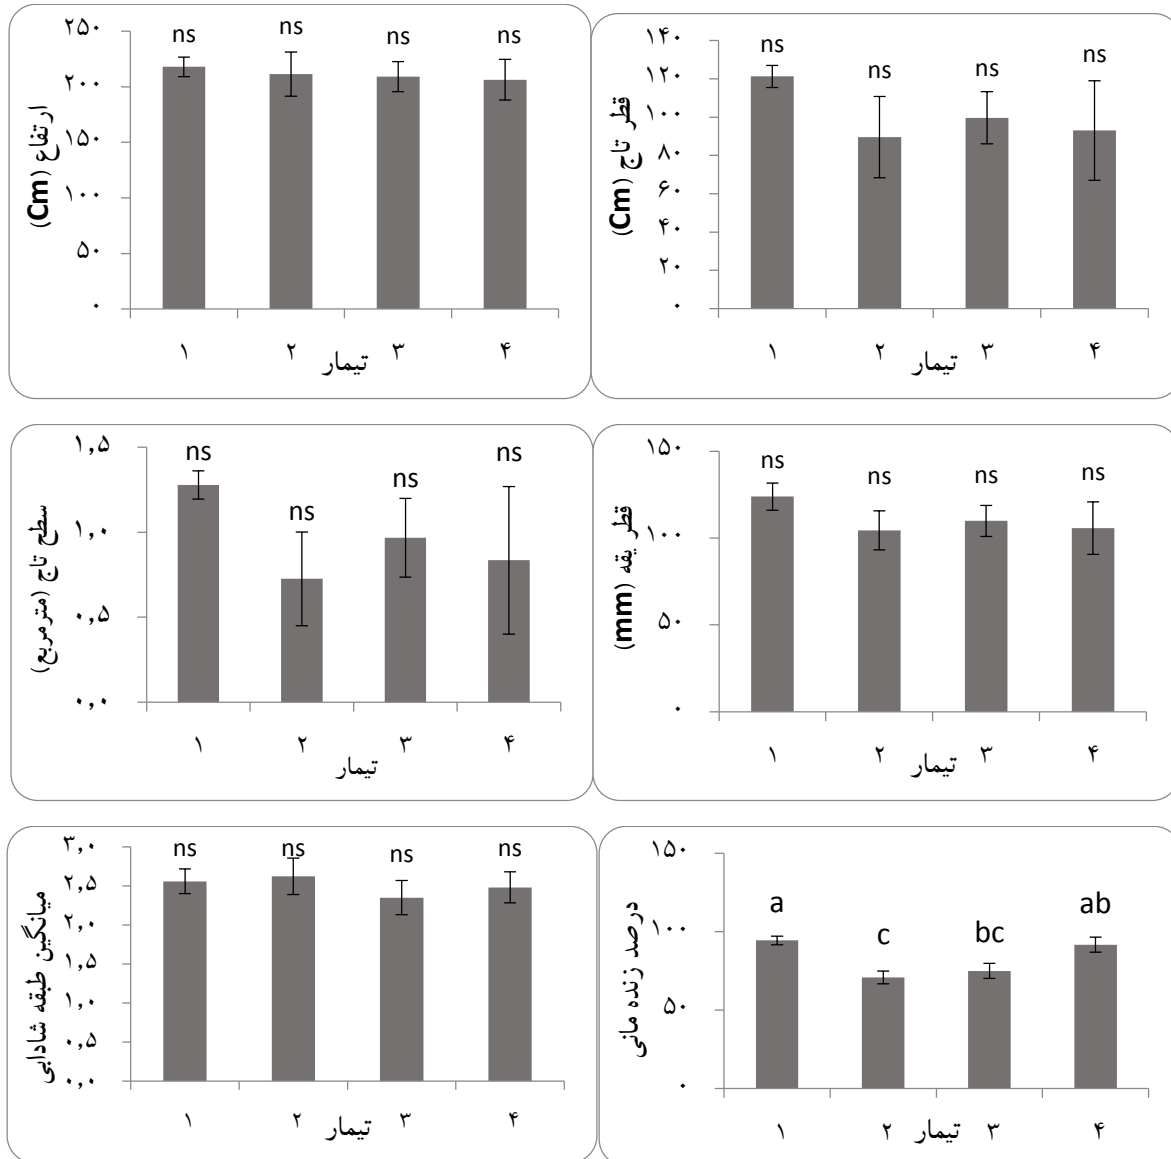 ارتفاع (Cm)
۲۵۰
۲۰۰
۱۵۰
۱۰۰
۵۰
۰
ns ns ns ns
۱ ۲ ۳ ۴
تیمار
قطر تاج (Cm)
۱۴۰
۱۲۰
۱۰۰
۸۰
۶۰
۴۰
۲۰
۰
ns ns ns ns
۱ ۲ ۳ ۴
تیمار
سطح تاج (مترمربع)
۱,۵
۱,۰
۰,۵
۰,۰
ns ns ns ns
۱ ۲ ۳ ۴
تیمار
قطر یقه (mm)
۱۵۰
۱۰۰
۵۰
۰
ns ns ns ns
۱ ۲ ۳ ۴
تیمار
میانگین طبقه شادابی
۳,۰
۲,۵
۲,۰
۱,۵
۱,۰
۰,۵
۰,۰
ns ns ns ns
۱ ۲ ۳ ۴
تیمار
درصد زنده مانی
۱۵۰
۱۰۰
۵۰
۰
a c bc ab
۱ ۲ ۳ ۴
تیمار